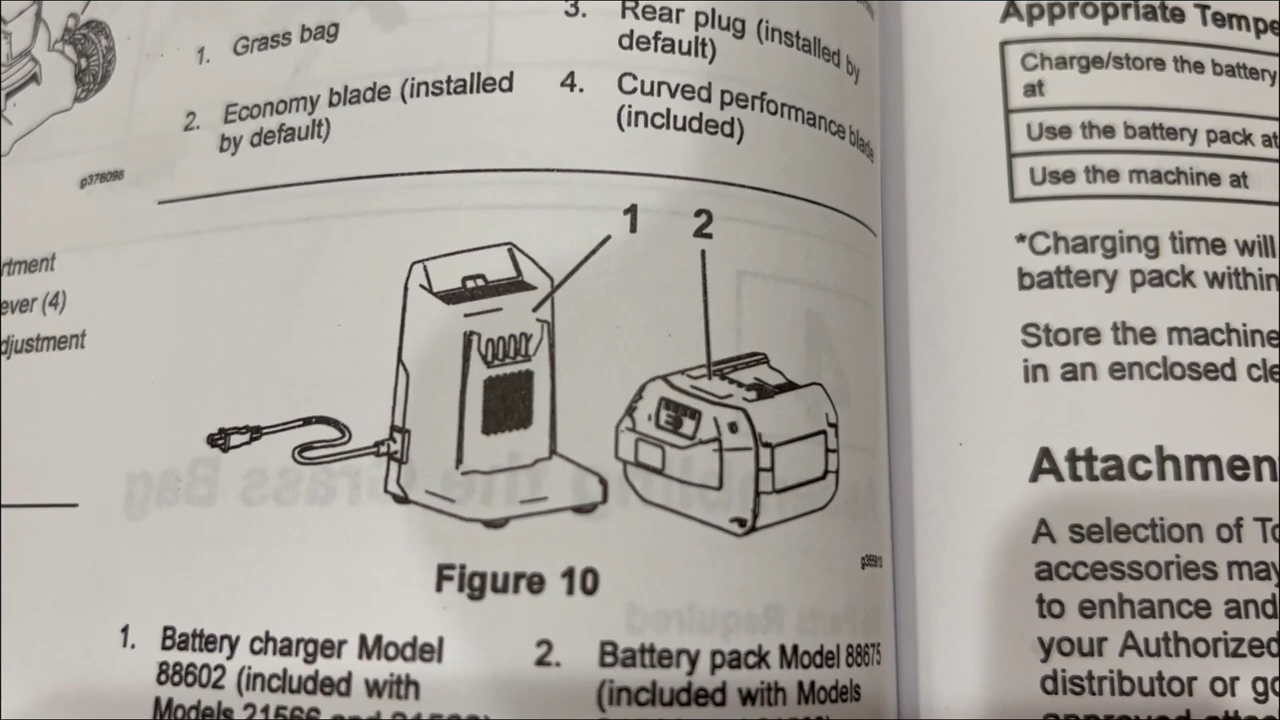 1. Grass bag
2. Economy blade (installed
by default)
3. Rear plug (installed by
default)
4. Curved performance blade
(included)
g378098
rtment
ever (4)
djustment
1 2
g355813
Figure 10
1. Battery charger Model
88602 (included with
Models 21566 and
2. Battery pack Model 88675
(included with Models
Appropriate Tempe
Charge/store the battery
at
Use the battery pack at
Use the machine at
*Charging time will
battery pack within
Store the machine
in an enclosed cle
Attachmen
A selection of To
accessories may
to enhance and
your Authorized
distributor or go